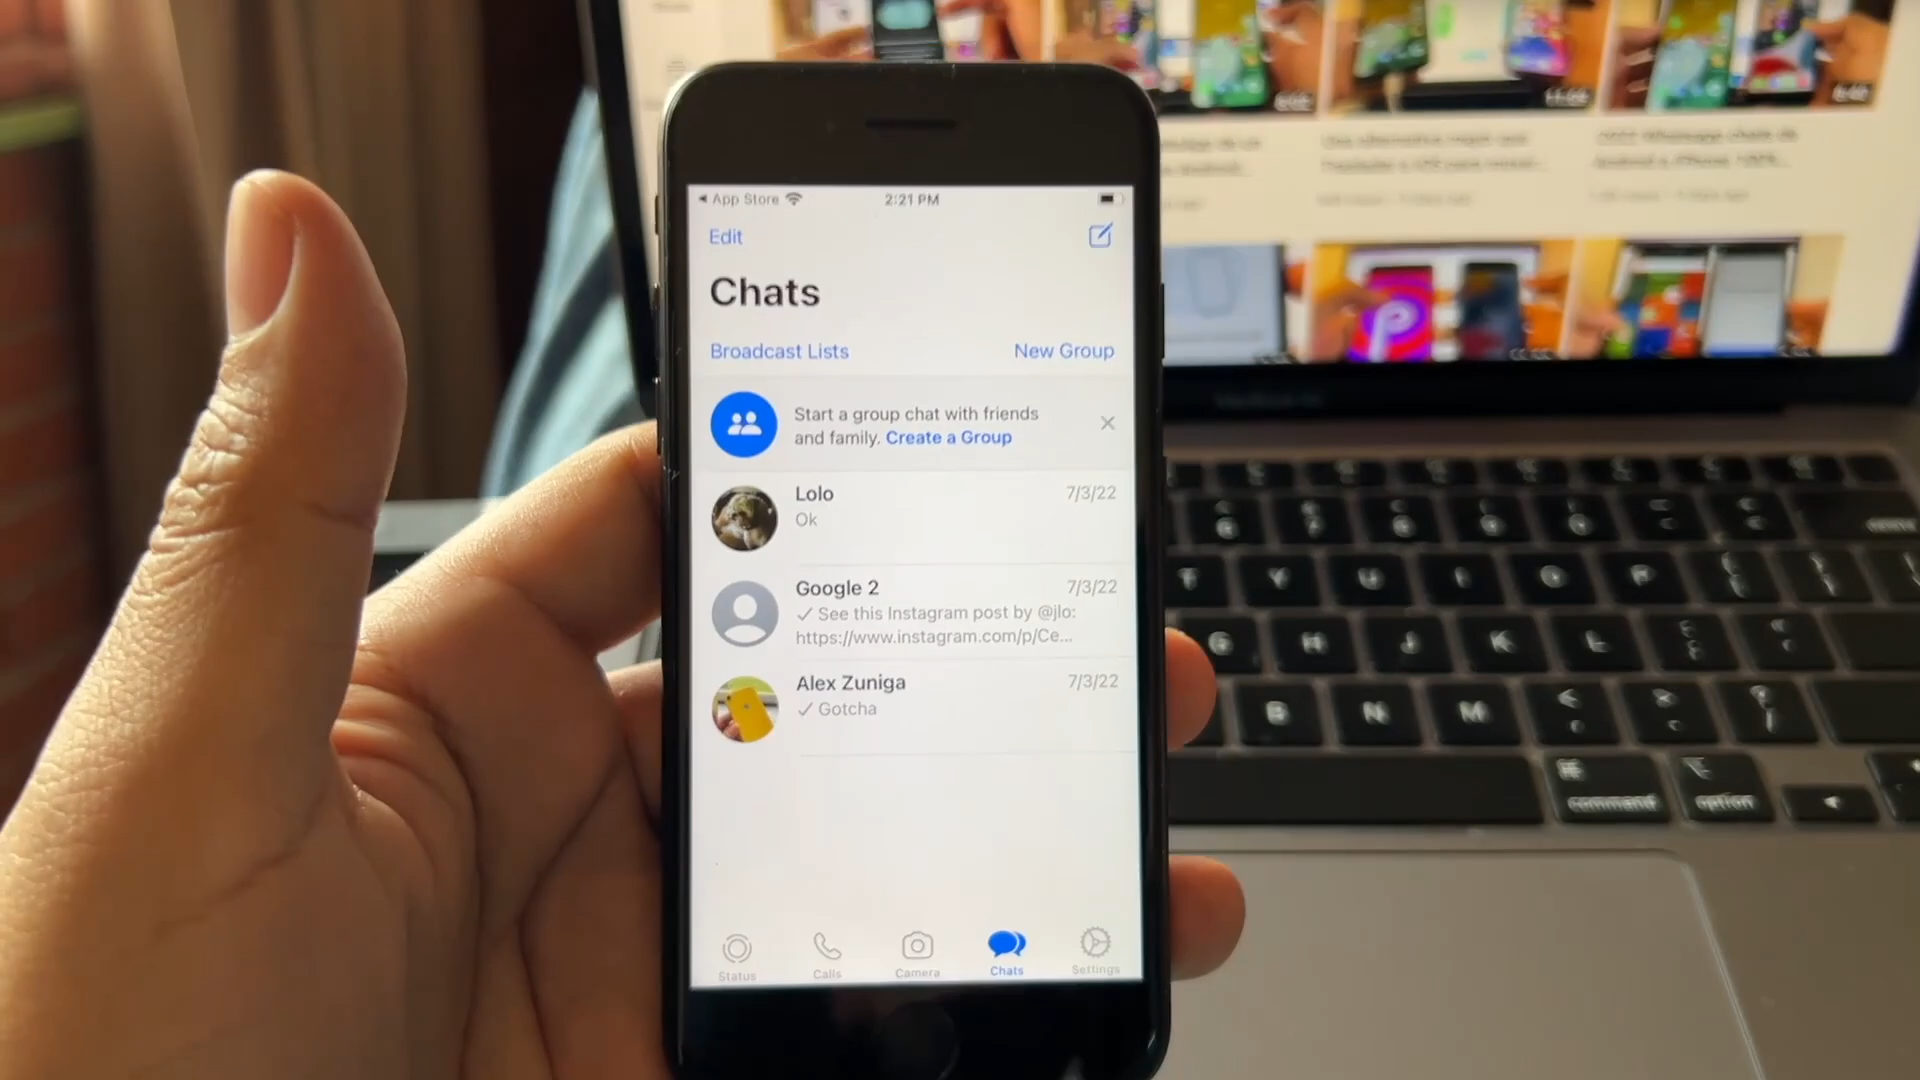 App Store
2:21 PM
Edit
Chats
Broadcast Lists
New Group
Start a group chat with friends
and family. Create a Group
Lolo
7/3/22
Ok
Google 2
7/3/22
See this Instagram post by @jlo:
https://www.instagram.com/p/Ce...
Alex Zuniga
7/3/22
Gotcha
Status
Calls
Camera
Chats
Settings
T Y U I O P
G H J K L
B N M
command
option